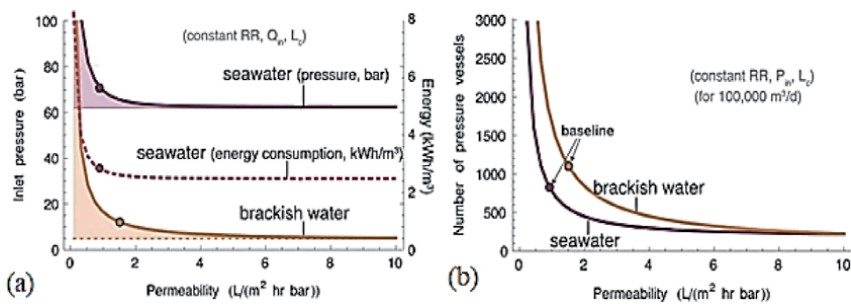 100
80
60
40
20
0
Inlet pressure (bar)
(constant RR, Qin, Lc)
seawater (pressure, bar)
seawater (energy consumption, kWh/m³)
brackish water
8
6
4
3
2
1
0
Energy (kWh/m³)
0 2 4 6 8 10
Permeability (L/(m² hr bar))
(a)
3000
2500
2000
1500
1000
500
0
Number of pressure vessels
(constant RR, Pin, Lc)
(for 100,000 m³/d)
baseline
brackish water
seawater
0 2 4 6 8 10
Permeability (L/(m² hr bar))
(b)